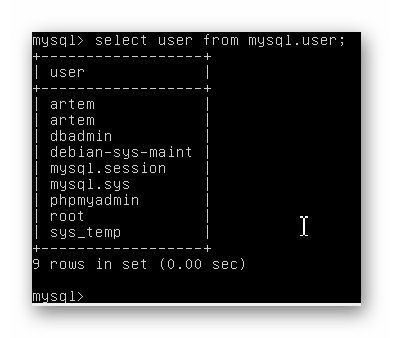 mysql> select user from mysql.user;
+------------------+
| user             |
+------------------+
| artem            |
| artem            |
| dbadmin          |
| debian-sys-maint |
| mysql.session    |
| mysql.sys        |
| phpmyadmin       |
| root             |
| sys_temp         |
+------------------+
9 rows in set (0.00 sec)
mysql>